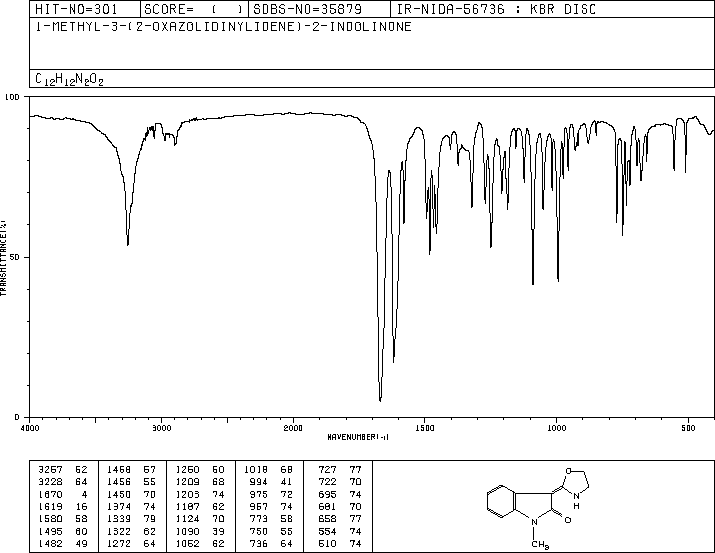 HIT-NO=301 SCORE= ( ) SDBS-NO=35879 IR-NIDA-56736 : KBR DISC
1-METHYL-3-(2-OXAZOLIDINYLIDENE)-2-INDOLINONE
C12H12N2O2
100
50
0
TRANSMITTANCE(%)
4000 3000 2000 1500 1000 500
WAVENUMBER(-1)
3267 52 1468 57 1250 50 1018 68 727 77
3228 64 1456 55 1209 68 994 41 722 70
1670 4 1450 70 1203 74 975 72 695 74
1619 16 1374 74 1187 62 957 74 681 70
1580 58 1339 79 1124 70 773 58 658 77
1495 60 1322 62 1090 39 750 55 554 74
1482 49 1272 64 1052 62 736 64 510 74
O
N
H
N
O
CH3